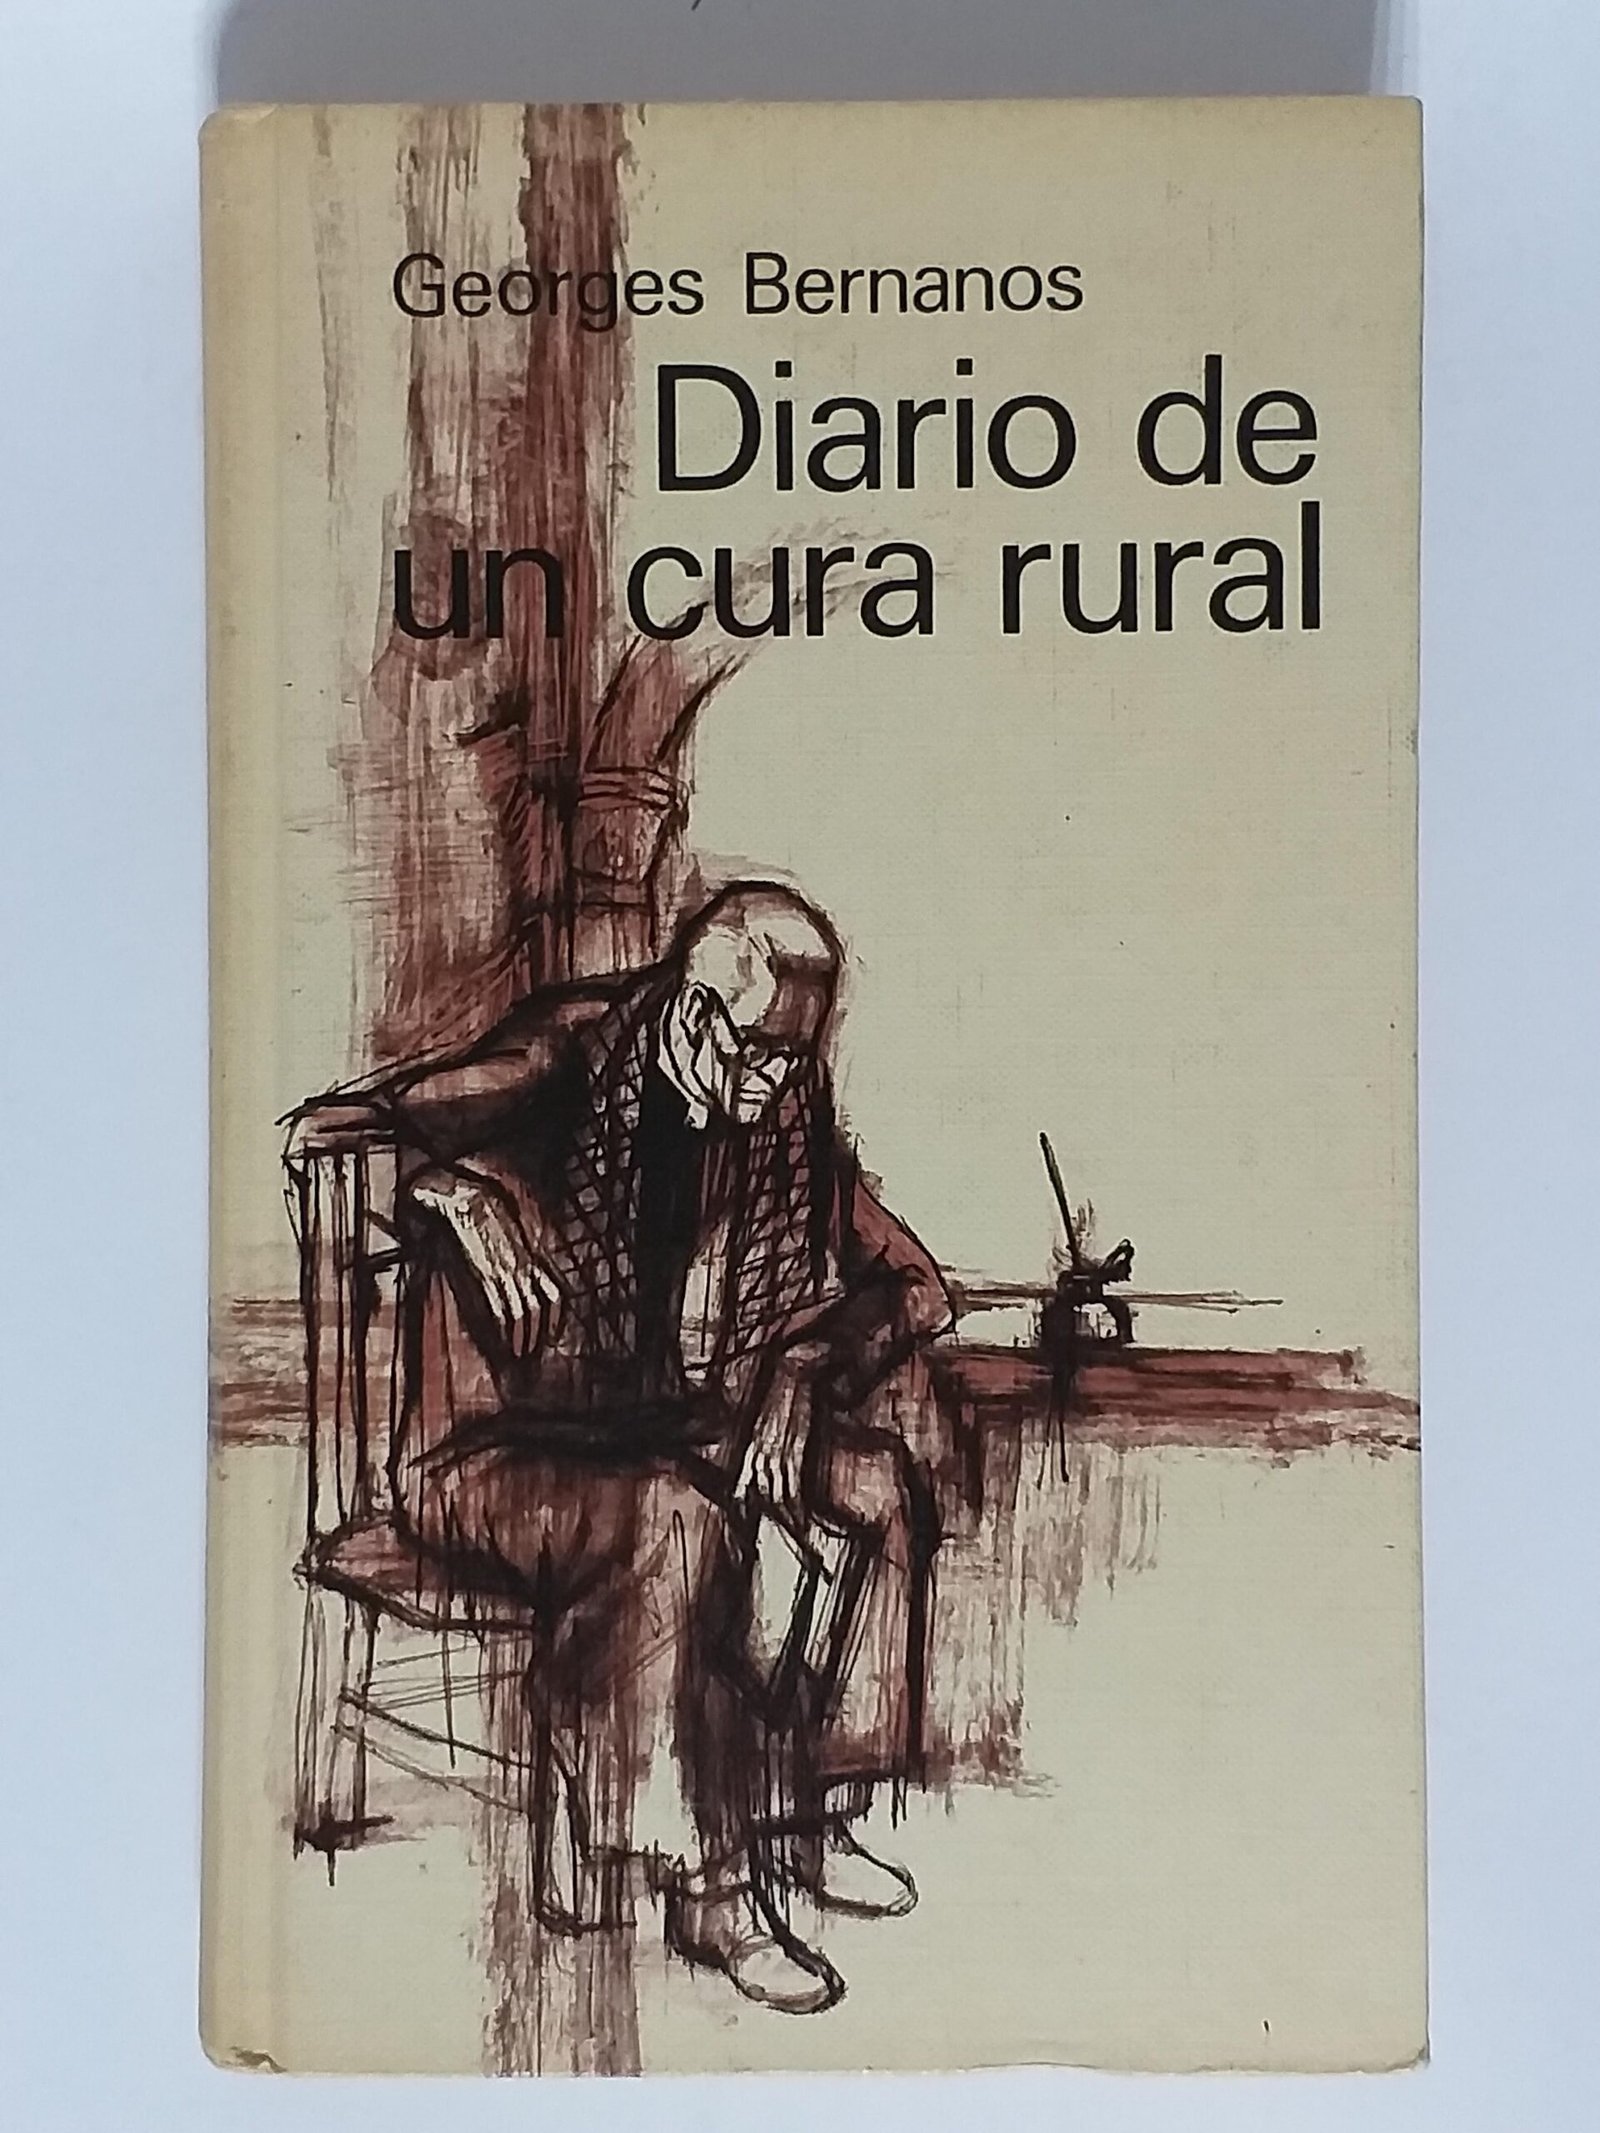 Georges Bernanos
Diario de
un cura rural